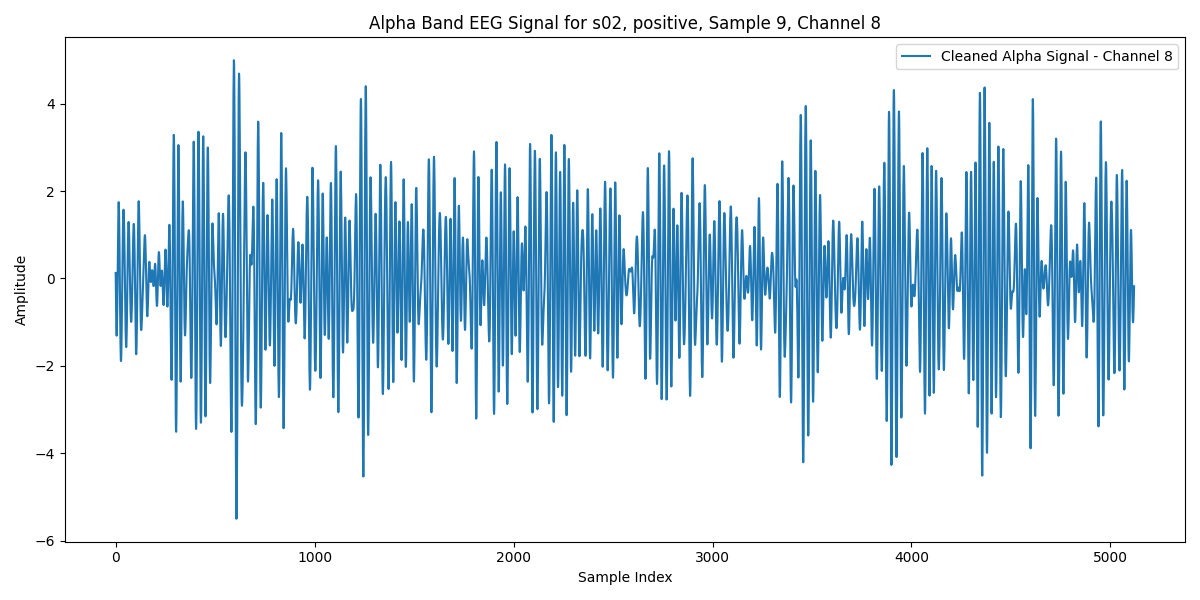 Alpha Band EEG Signal for s02, positive, Sample 9, Channel 8
Cleaned Alpha Signal - Channel 8
Amplitude
4
2
0
−2
−4
−6
0 1000 2000 3000 4000 5000
Sample Index